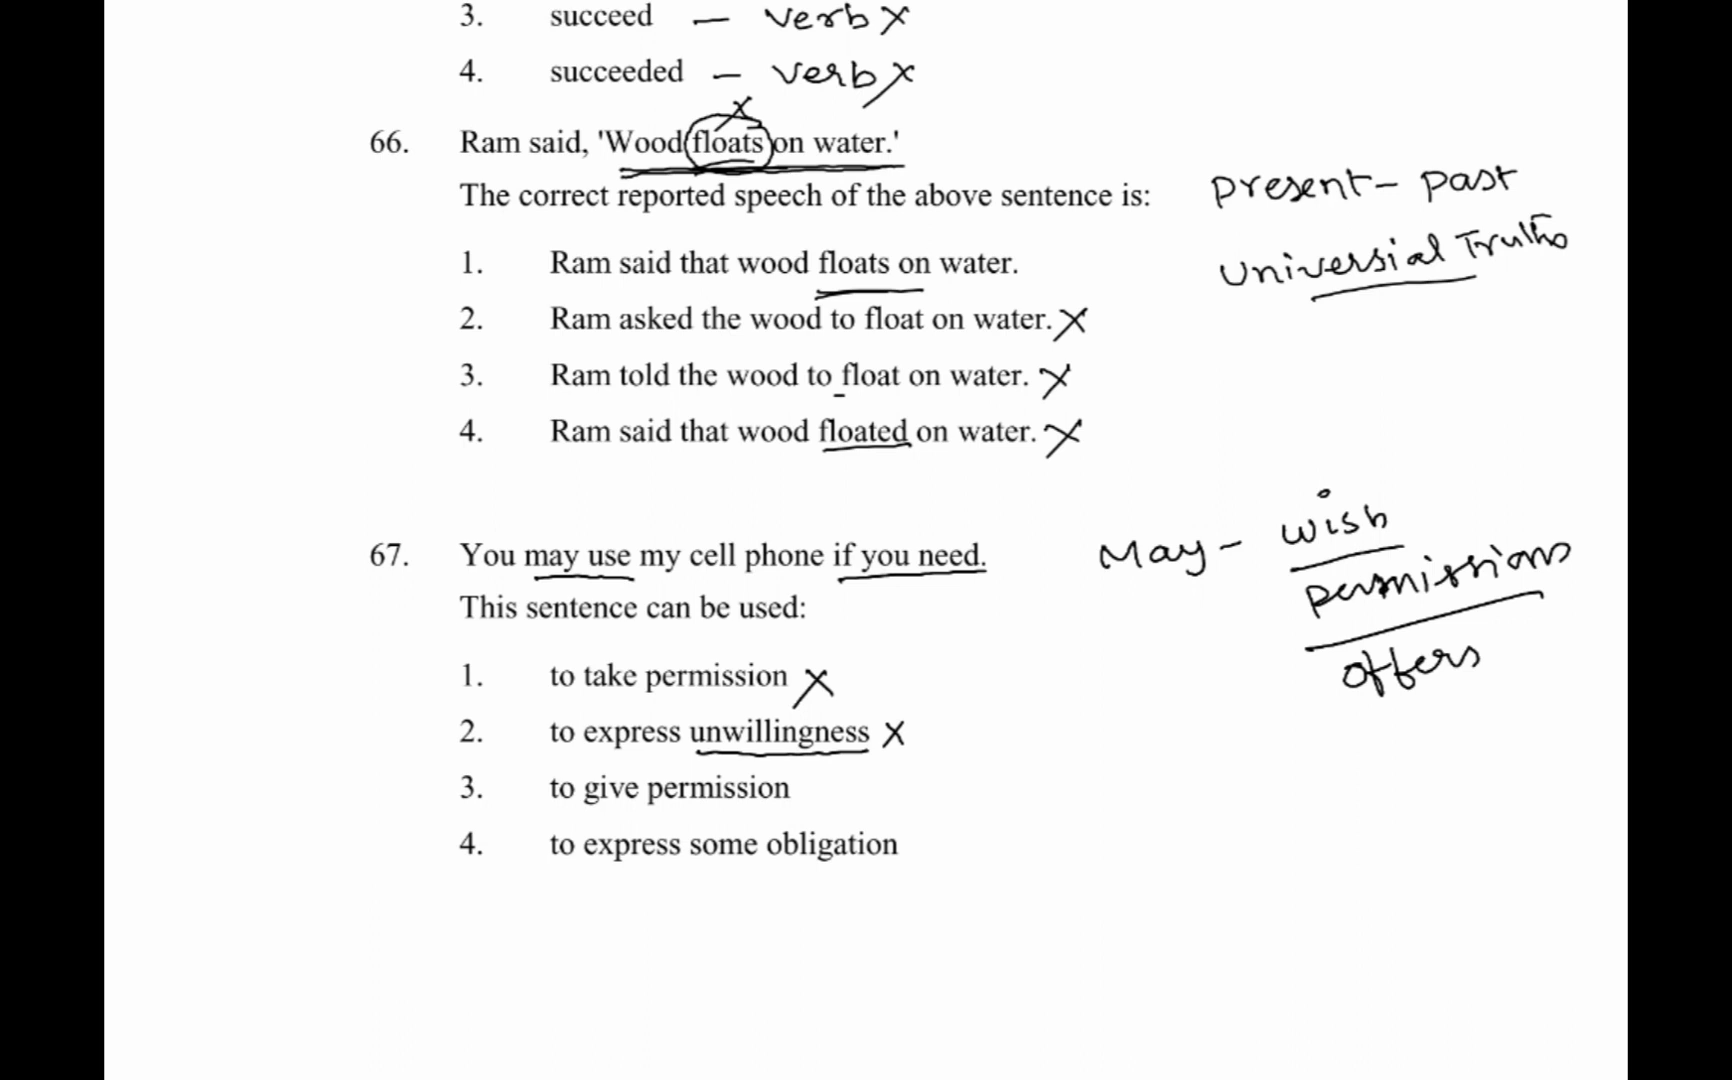 3. succeed — verb x
4. succeeded — verb x
66. Ram said, 'Wood floats on water.'
The correct reported speech of the above sentence is:
present - past
1. Ram said that wood floats on water.
Universial Truths
2. Ram asked the wood to float on water. x
3. Ram told the wood to float on water. x
4. Ram said that wood floated on water. x
67. You may use my cell phone if you need.
May - wish
permissions
This sentence can be used:
offers
1. to take permission x
2. to express unwillingness x
3. to give permission
4. to express some obligation